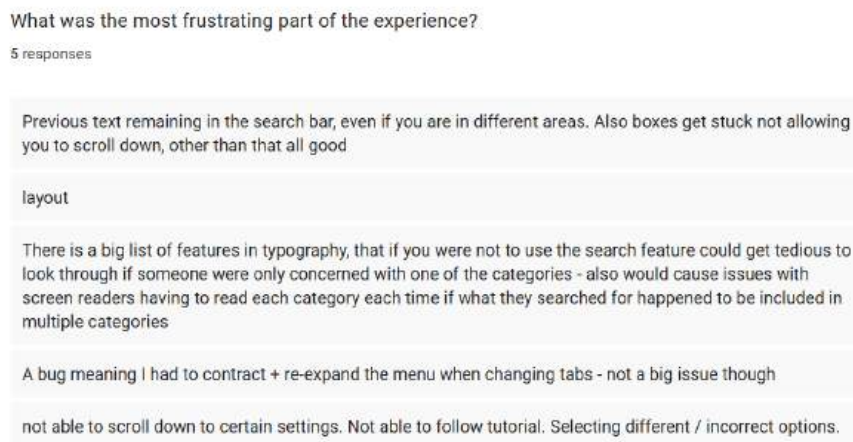 What was the most frustrating part of the experience?
5 responses
Previous text remaining in the search bar, even if you are in different areas. Also boxes get stuck not allowing
you to scroll down, other than that all good
layout
There is a big list of features in typography, that if you were not to use the search feature could get tedious to
look through if someone were only concerned with one of the categories - also would cause issues with
screen readers having to read each category each time if what they searched for happened to be included in
multiple categories
A bug meaning I had to contract + re-expand the menu when changing tabs - not a big issue though
not able to scroll down to certain settings. Not able to follow tutorial. Selecting different / incorrect options.